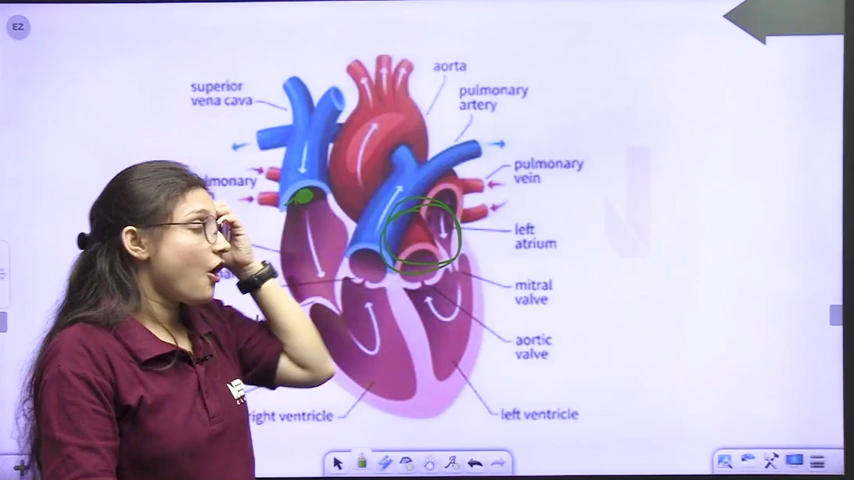 EZ
superior
vena cava
aorta
pulmonary
artery
pulmonary
vein
left
atrium
mitral
valve
aortic
valve
right ventricle
left ventricle